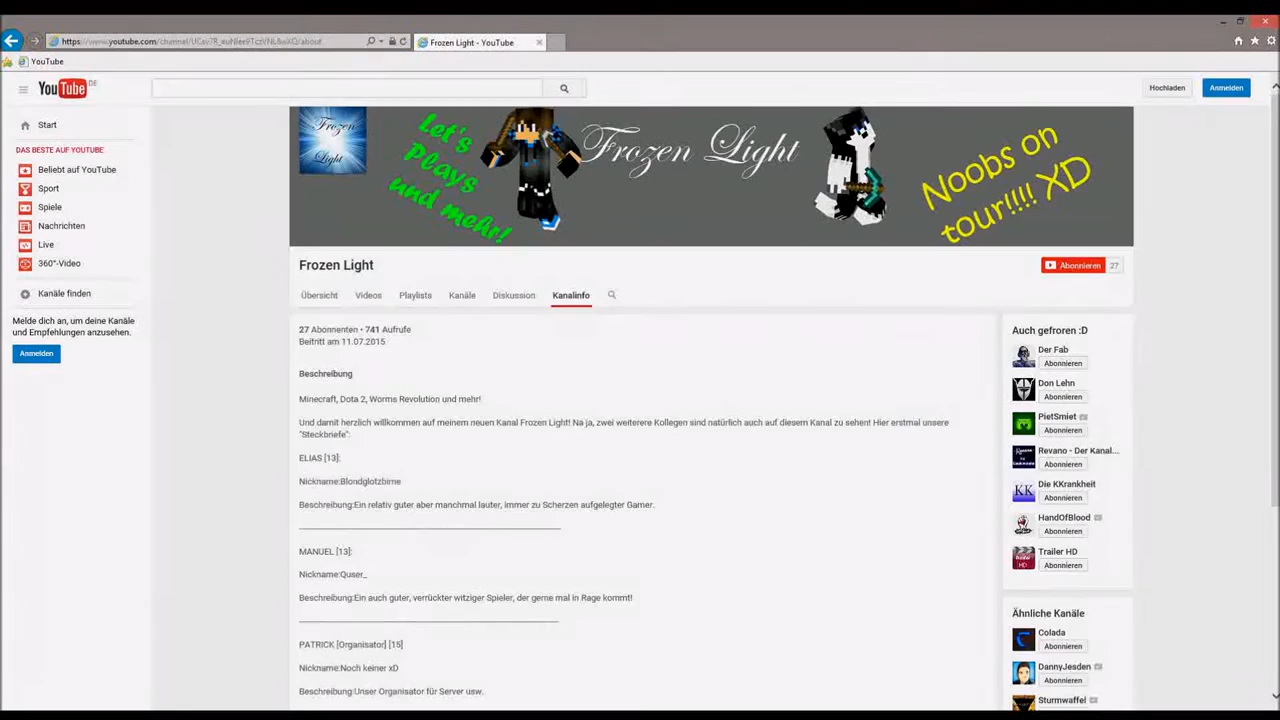 Frozen Light - YouTube
YouTube
YouTube DE
Hochladen
Anmelden
Start
DAS BESTE AUF YOUTUBE
Beliebt auf YouTube
Sport
Spiele
Nachrichten
Live
360°-Video
Kanäle finden
Melde dich an, um deine Kanäle
und Empfehlungen anzusehen.
Anmelden
Frozen
Light
Let's
Plays
und mehr!
Frozen Light
Noobs on
tour!!!! XD
Frozen Light
Abonnieren 27
Übersicht Videos Playlists Kanäle Diskussion Kanalinfo
27 Abonnenten • 741 Aufrufe
Beitritt am 11.07.2015
Beschreibung
Minecraft, Dota 2, Worms Revolution und mehr!
Und damit herzlich willkommen auf meinem neuen Kanal Frozen Light! Na ja, zwei weiterere Kollegen sind natürlich auch auf diesem Kanal zu sehen! Hier erstmal unsere
"Steckbriefe":
ELIAS [13]:
Nickname:Blondglotzbirne
Beschreibung:Ein relativ guter aber manchmal lauter, immer zu Scherzen aufgelegter Gamer.
MANUEL [13]:
Nickname:Quser_
Beschreibung:Ein auch guter, verrückter witziger Spieler, der gerne mal in Rage kommt!
PATRICK [Organisator] [15]
Nickname:Noch keiner xD
Beschreibung:Unser Organisator für Server usw.
Auch gefroren :D
Der Fab
Abonnieren
Don Lehn
Abonnieren
PietSmiet
Abonnieren
Revano - Der Kanal...
Abonnieren
KK
Die KKrankheit
Abonnieren
HandOfBlood
Abonnieren
Trailer HD
Abonnieren
Ähnliche Kanäle
Colada
Abonnieren
DannyJesden
Abonnieren
Sturmwaffel